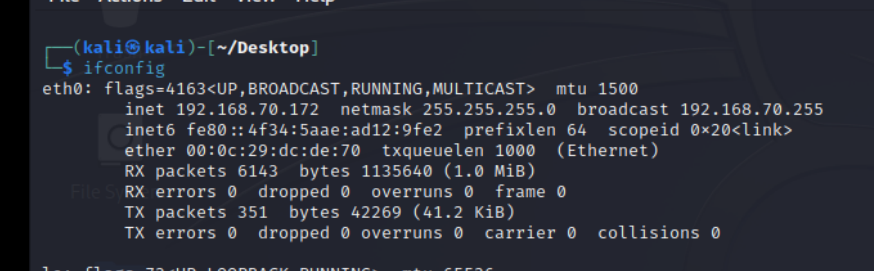 File Actions Edit View Help
┌──(kali㉿kali)-[~/Desktop]
└─$ ifconfig
eth0: flags=4163<UP,BROADCAST,RUNNING,MULTICAST>  mtu 1500
        inet 192.168.70.172  netmask 255.255.255.0  broadcast 192.168.70.255
        inet6 fe80::4f34:5aae:ad12:9fe2  prefixlen 64  scopeid 0×20<link>
        ether 00:0c:29:dc:de:70  txqueuelen 1000  (Ethernet)
        RX packets 6143  bytes 1135640 (1.0 MiB)
File Sy
        RX errors 0  dropped 0  overruns 0  frame 0
        TX packets 351  bytes 42269 (41.2 KiB)
        TX errors 0  dropped 0 overruns 0  carrier 0  collisions 0
lo: flags=73<UP,LOOPBACK,RUNNING>  mtu 65536